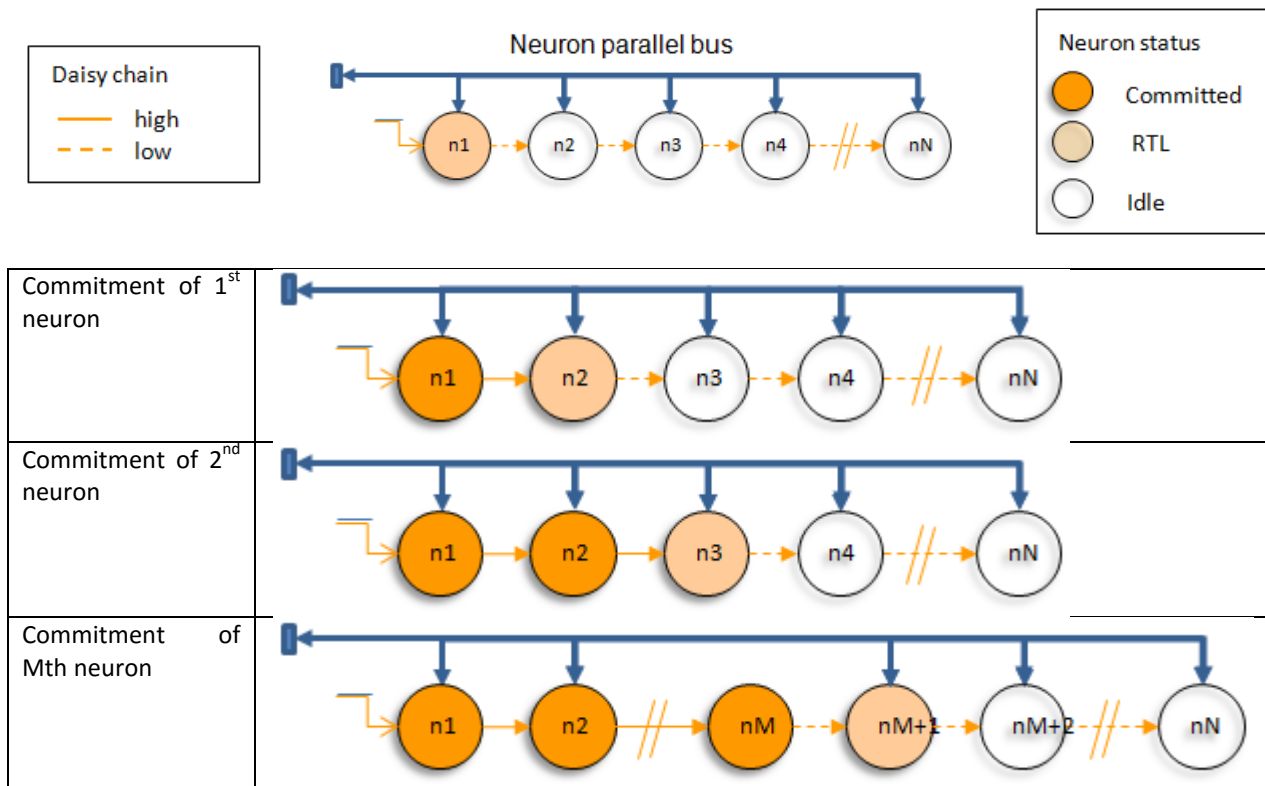 Neuron parallel bus
Daisy chain
high
low
n1 n2 n3 n4 nN
Neuron status
Committed
RTL
Idle
Commitment of 1st
neuron
n1 n2 n3 n4 nN
Commitment of 2nd
neuron
n1 n2 n3 n4 nN
Commitment of
Mth neuron
n1 n2 nM nM+1 nM+2 nN